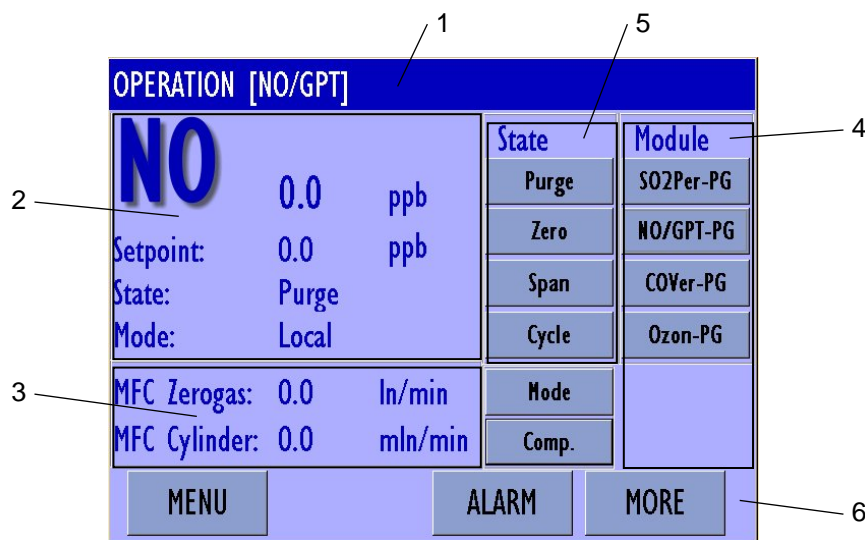 1
5
OPERATION [NO/GPT]
NO
0.0 ppb
Setpoint: 0.0 ppb
State: Purge
Mode: Local
2
MFC Zerogas: 0.0 ln/min
MFC Cylinder: 0.0 mln/min
3
State
Purge
Zero
Span
Cycle
Mode
Comp.
Module
SO2Per-PG
NO/GPT-PG
COVer-PG
Ozon-PG
4
MENU ALARM MORE
6